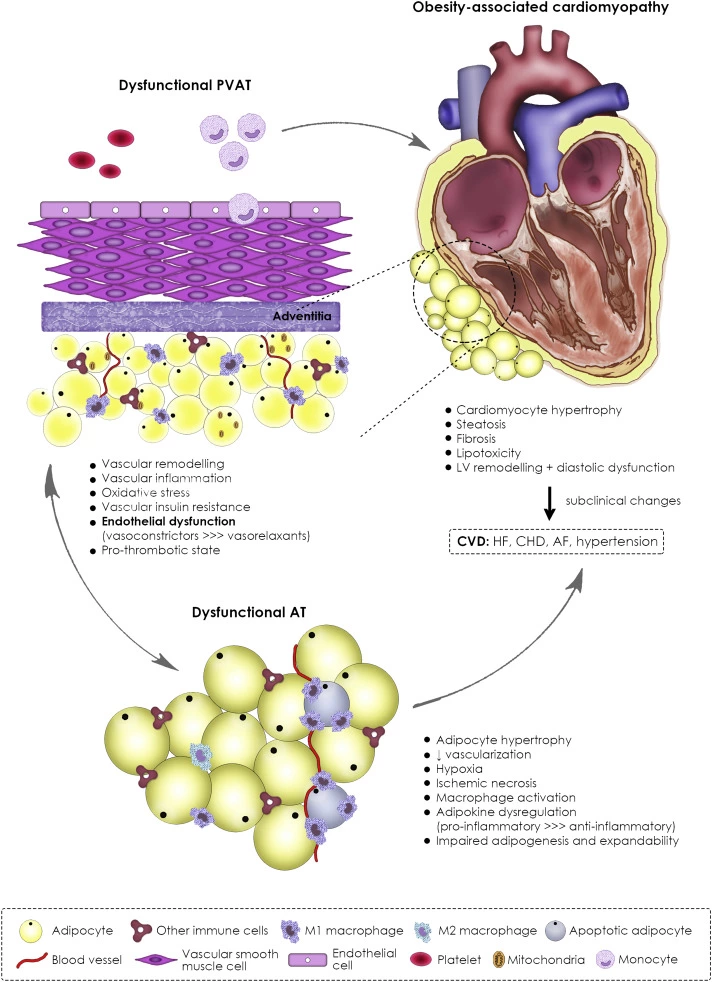 Obesity-associated cardiomyopathy
Dysfunctional PVAT
Adventitia
Cardiomyocyte hypertrophy
Steatosis
Fibrosis
Lipotoxicity
LV remodelling + diastolic dysfunction
subclinical changes
CVD: HF, CHD, AF, hypertension
Vascular remodelling
Vascular inflammation
Oxidative stress
Vascular insulin resistance
Endothelial dysfunction
(vasoconstrictors >>> vasorelaxants)
Pro-thrombotic state
Dysfunctional AT
Adipocyte hypertrophy
↓ vascularization
Hypoxia
Ischemic necrosis
Macrophage activation
Adipokine dysregulation
(pro-inflammatory >>> anti-inflammatory)
Impaired adipogenesis and expandability
Adipocyte
Other immune cells
M1 macrophage
M2 macrophage
Apoptotic adipocyte
Blood vessel
Vascular smooth
muscle cell
Endothelial
cell
Platelet
Mitochondria
Monocyte